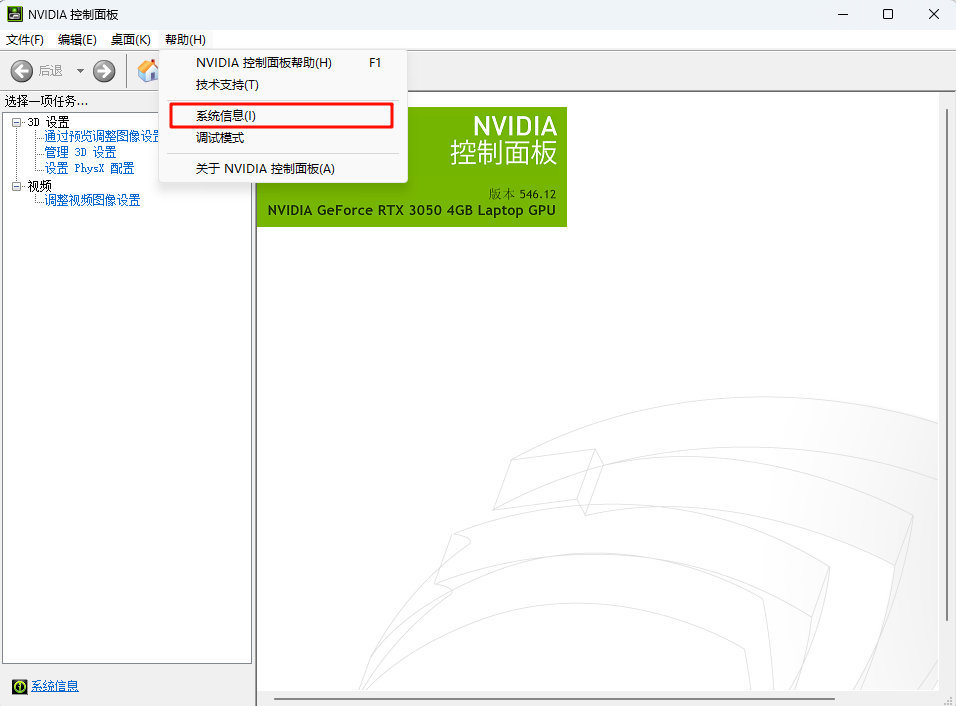 NVIDIA 控制面板
文件(F) 编辑(E) 桌面(K) 帮助(H)
后退
NVIDIA 控制面板帮助(H) F1
技术支持(T)
系统信息(I)
调试模式
关于 NVIDIA 控制面板(A)
选择一项任务...
3D 设置
通过预览调整图像设置
管理 3D 设置
设置 PhysX 配置
视频
调整视频图像设置
NVIDIA
控制面板
版本 546.12
NVIDIA GeForce RTX 3050 4GB Laptop GPU
系统信息